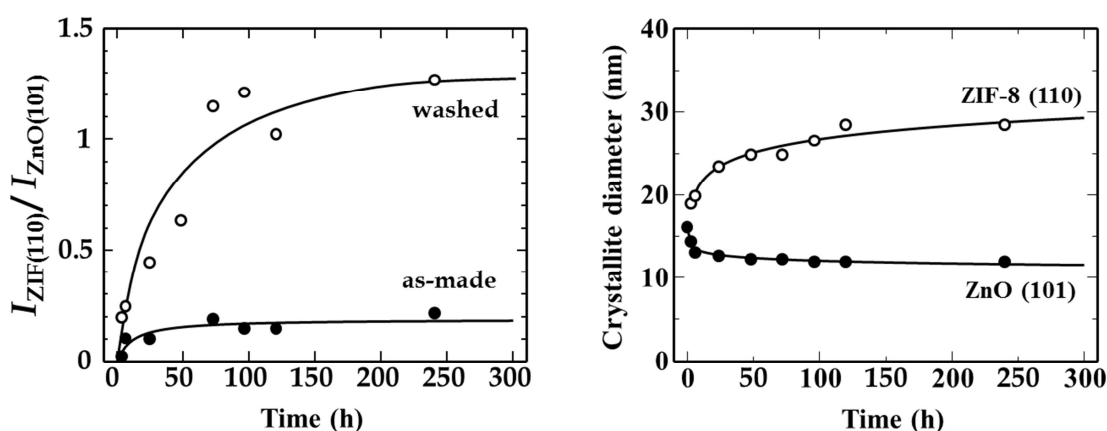 I_ZIF(110)/ I_ZnO(101)
1.5
1
0.5
0
washed
as-made
0 50 100 150 200 250 300
Time (h)
Crystallite diameter (nm)
40
30
20
10
0
ZIF-8 (110)
ZnO (101)
0 50 100 150 200 250 300
Time (h)